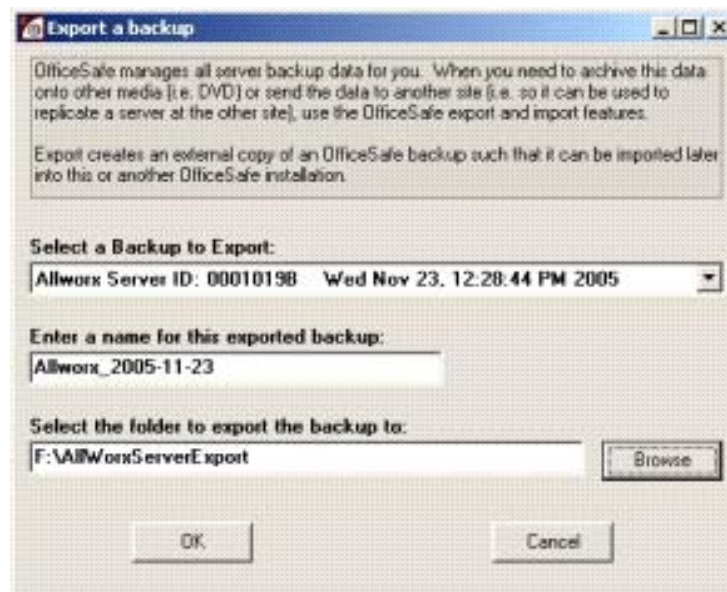 Export a backup
OfficeSafe manages all server backup data for you. When you need to archive this data
onto other media (i.e. DVD) or send the data to another site (i.e. so it can be used to
replicate a server at the other site), use the OfficeSafe export and import features.
Export creates an external copy of an OfficeSafe backup such that it can be imported later
into this or another OfficeSafe installation.
Select a Backup to Export:
Allworx Server ID: 00010198 Wed Nov 23, 12:28:44 PM 2005
Enter a name for this exported backup:
Allworx_2005-11-23
Select the folder to export the backup to:
F:\AllWorxServerExport
Browse
OK Cancel